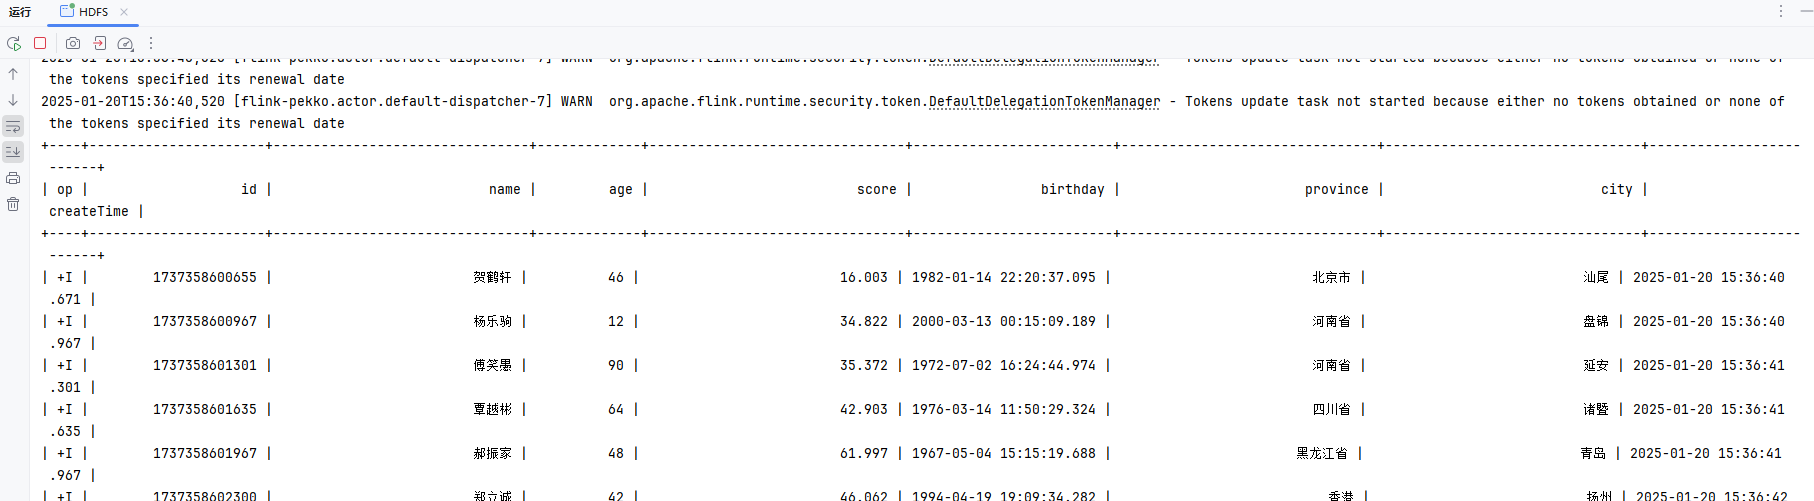 运行 HDFS
2025-01-20T15:36:40,520 [flink-pekko.actor.default-dispatcher-7] WARN  org.apache.flink.runtime.security.token.DefaultDelegationTokenManager - Tokens update task not started because either no tokens obtained or none of
the tokens specified its renewal date
2025-01-20T15:36:40,520 [flink-pekko.actor.default-dispatcher-7] WARN  org.apache.flink.runtime.security.token.DefaultDelegationTokenManager - Tokens update task not started because either no tokens obtained or none of
the tokens specified its renewal date
+----+----------------------+--------------------------------+-------------+--------------------------------+-------------------------+--------------------------------+--------------------------------+-------------------
------+
| op |                   id |                           name |         age |                          score |                birthday |                       province |                           city |
createTime |
+----+----------------------+--------------------------------+-------------+--------------------------------+-------------------------+--------------------------------+--------------------------------+-------------------
------+
| +I |        1737358600655 |                         贺鹤轩 |          46 |                         16.003 | 1982-01-14 22:20:37.095 |                         北京市 |                           汕尾 | 2025-01-20 15:36:40
.671 |
| +I |        1737358600967 |                         杨乐驹 |          12 |                         34.822 | 2000-03-13 00:15:09.189 |                         河南省 |                           盘锦 | 2025-01-20 15:36:40
.967 |
| +I |        1737358601301 |                         傅笑愚 |          90 |                         35.372 | 1972-07-02 16:24:44.974 |                         河南省 |                           延安 | 2025-01-20 15:36:41
.301 |
| +I |        1737358601635 |                         覃越彬 |          64 |                         42.903 | 1976-03-14 11:50:29.324 |                         四川省 |                           诸暨 | 2025-01-20 15:36:41
.635 |
| +I |        1737358601967 |                         郝振家 |          48 |                         61.997 | 1967-05-04 15:15:19.688 |                       黑龙江省 |                           青岛 | 2025-01-20 15:36:41
.967 |
| +I |        1737358602300 |                         郑立诚 |          42 |                         46.062 | 1994-04-19 19:09:34.282 |                           香港 |                           扬州 | 2025-01-20 15:36:42